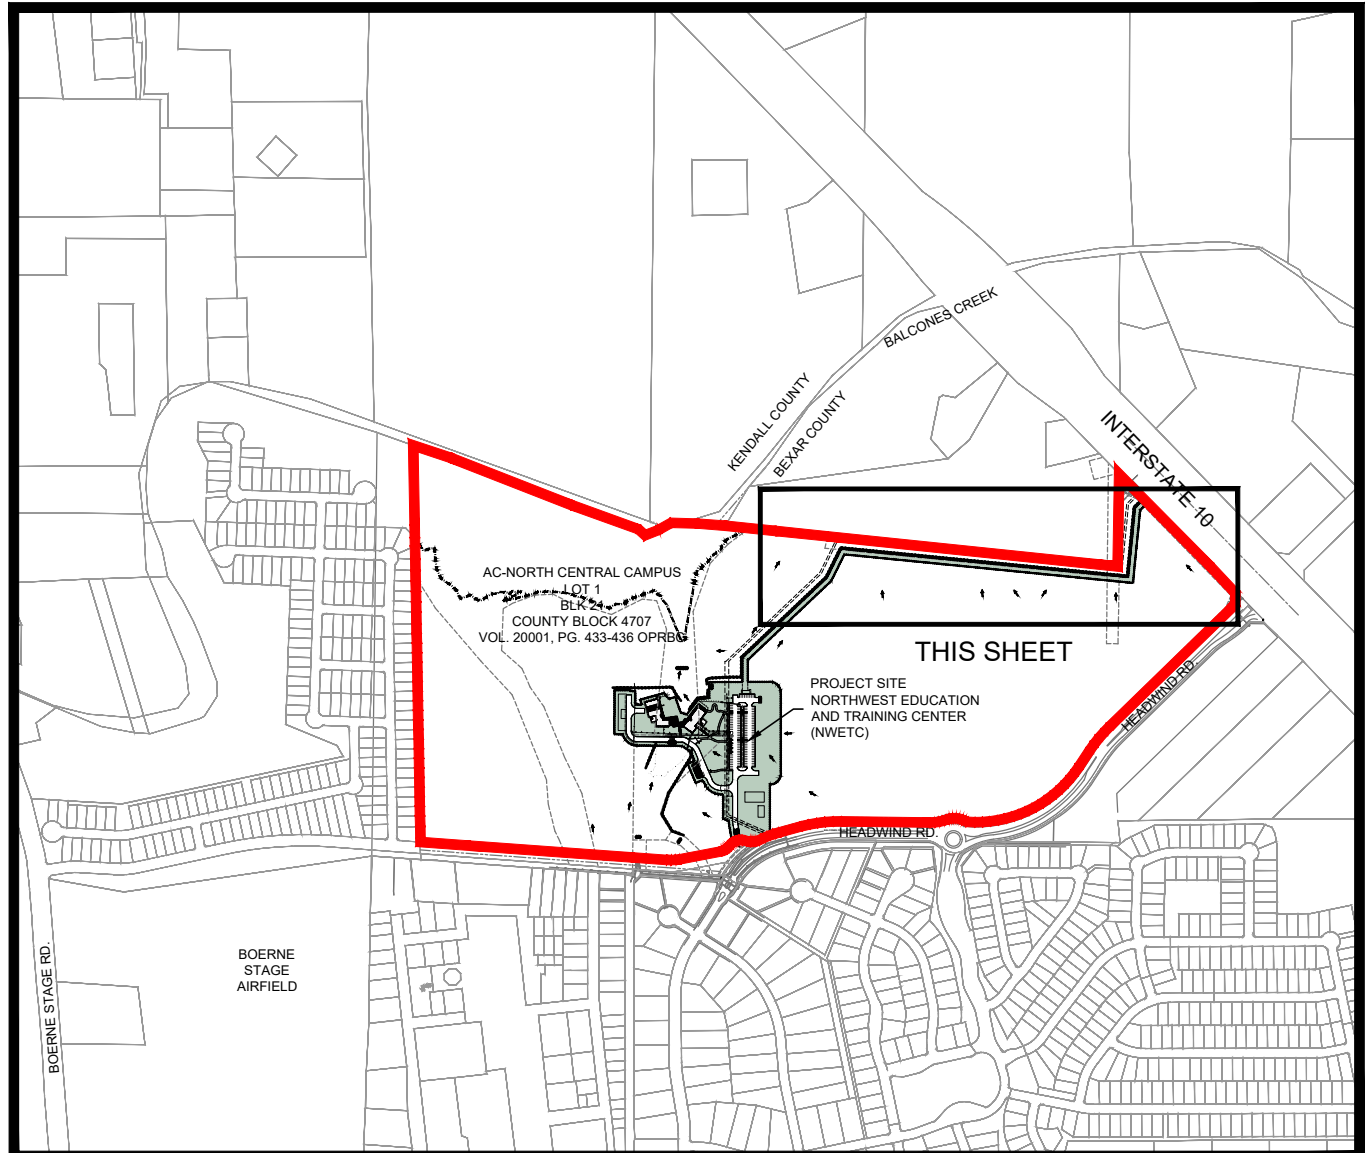 BALCONES CREEK
KENDALL COUNTY
BEXAR COUNTY
INTERSTATE 10
AC-NORTH CENTRAL CAMPUS
LOT 1
BLK 21
COUNTY BLOCK 4707
VOL. 20001, PG. 433-436 OPRBC
THIS SHEET
PROJECT SITE
NORTHWEST EDUCATION
AND TRAINING CENTER
(NWETC)
HEADWIND RD.
HEADWIND RD.
BOERNE
STAGE
AIRFIELD
BOERNE STAGE RD.